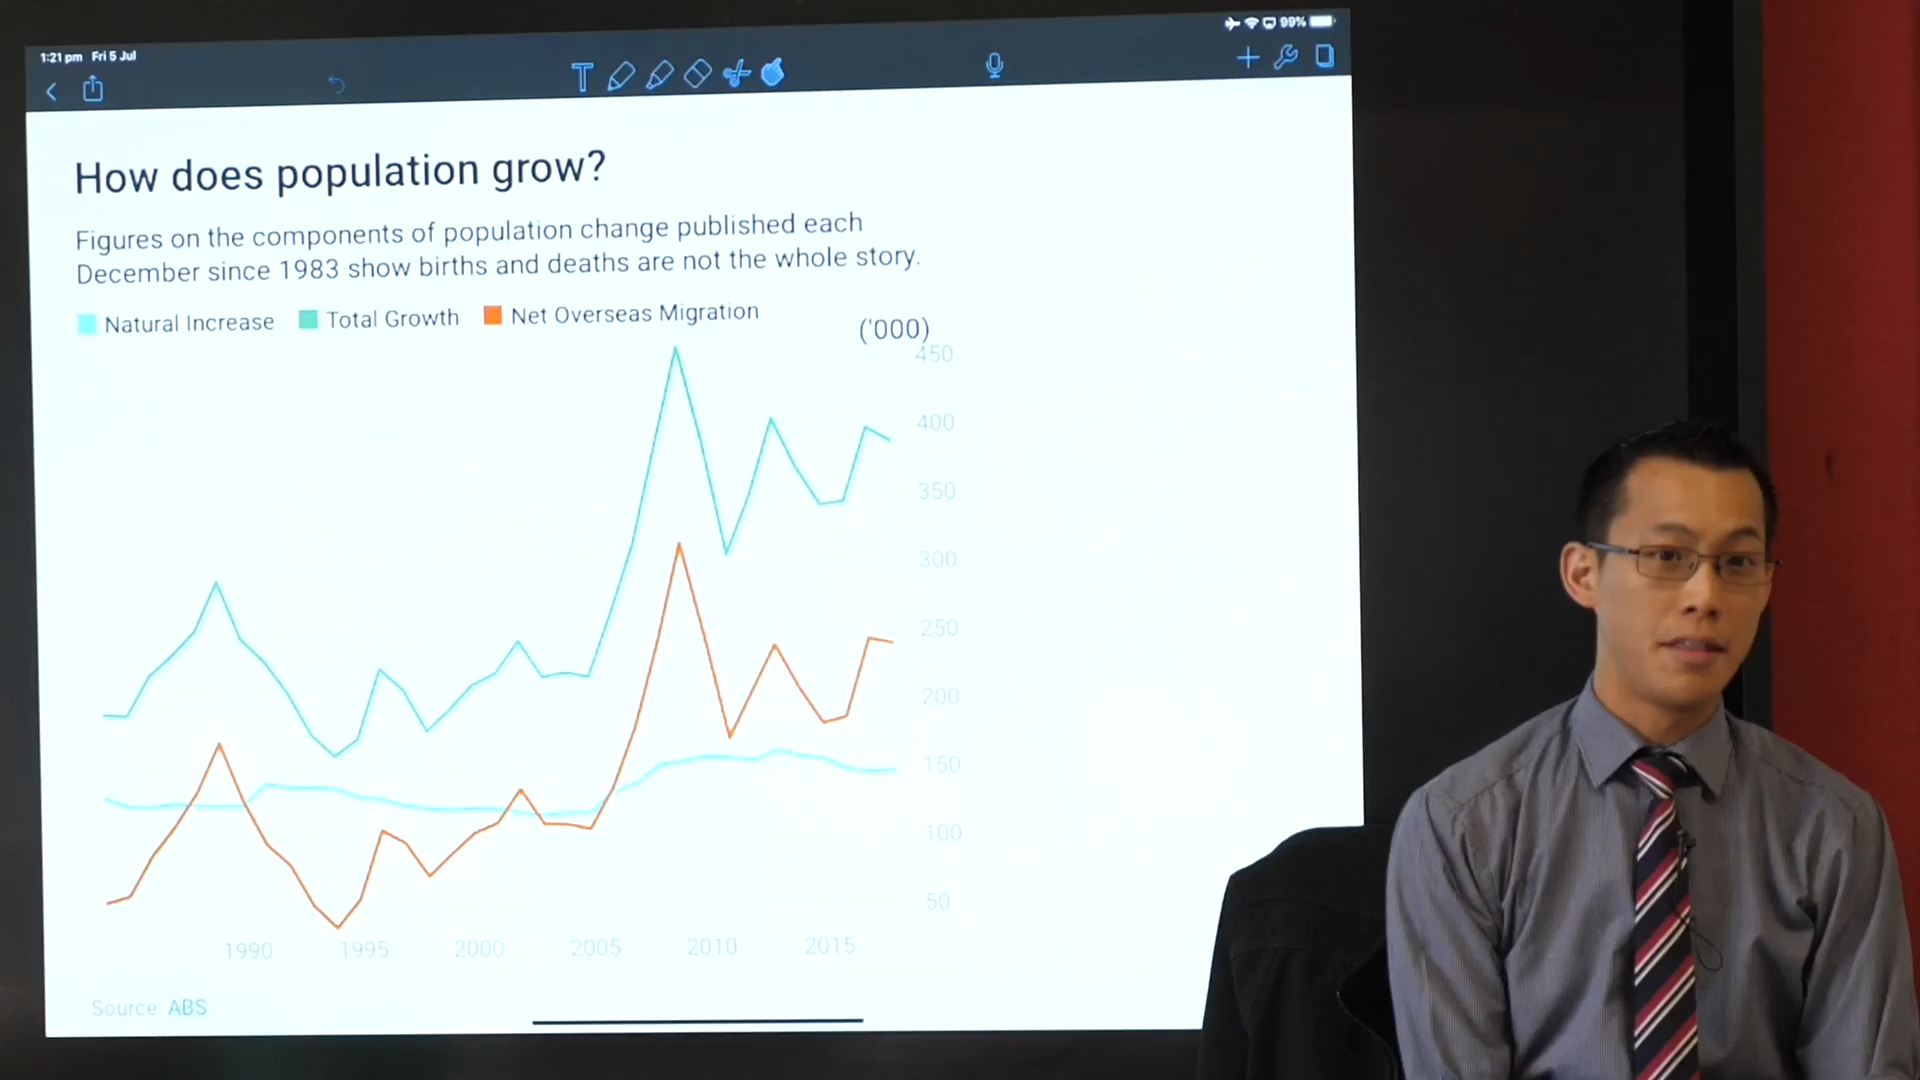 1:21 pm Fri 5 Jul
99%
How does population grow?
Figures on the components of population change published each
December since 1983 show births and deaths are not the whole story.
Natural Increase Total Growth Net Overseas Migration
('000)
450
400
350
300
250
200
150
100
50
1990 1995 2000 2005 2010 2015
Source: ABS